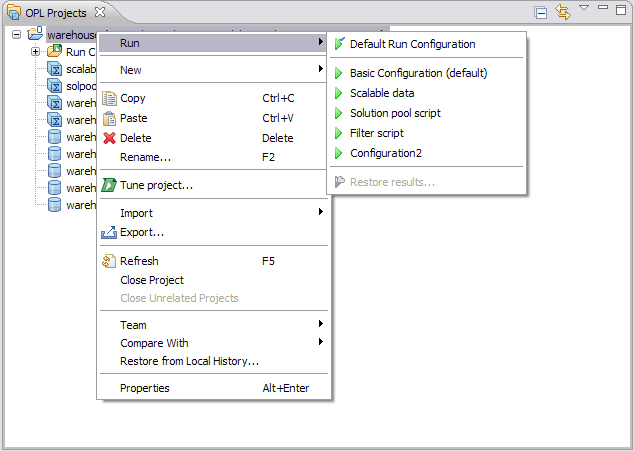 OPL Projects
warehouse
Run C
scalab
solpoo
wareh
wareh
wareh
wareh
wareh
wareh
wareh
Run
New
Copy Ctrl+C
Paste Ctrl+V
Delete Delete
Rename... F2
Tune project...
Import
Export...
Refresh F5
Close Project
Close Unrelated Projects
Team
Compare With
Restore from Local History...
Properties Alt+Enter
Default Run Configuration
Basic Configuration (default)
Scalable data
Solution pool script
Filter script
Configuration2
Restore results...